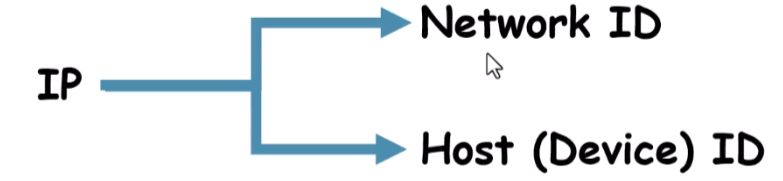 Network ID
IP
Host (Device) ID